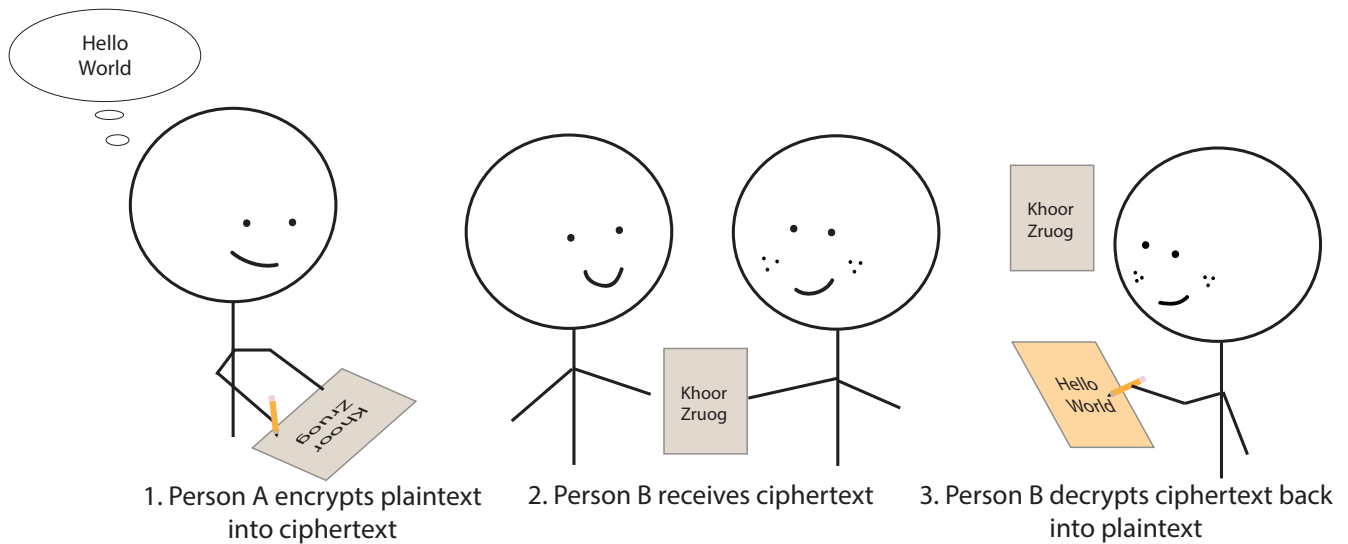 Hello
World
Khoor
Zruog
1. Person A encrypts plaintext
into ciphertext
Khoor
Zruog
2. Person B receives ciphertext
Khoor
Zruog
Hello
World
3. Person B decrypts ciphertext back
into plaintext